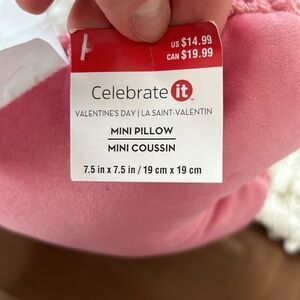 US $14.99
CAN $19.99
Celebrate it
VALENTINE'S DAY | LA SAINT-VALENTIN
MINI PILLOW
MINI COUSSIN
7.5 in x 7.5 in / 19 cm x 19 cm